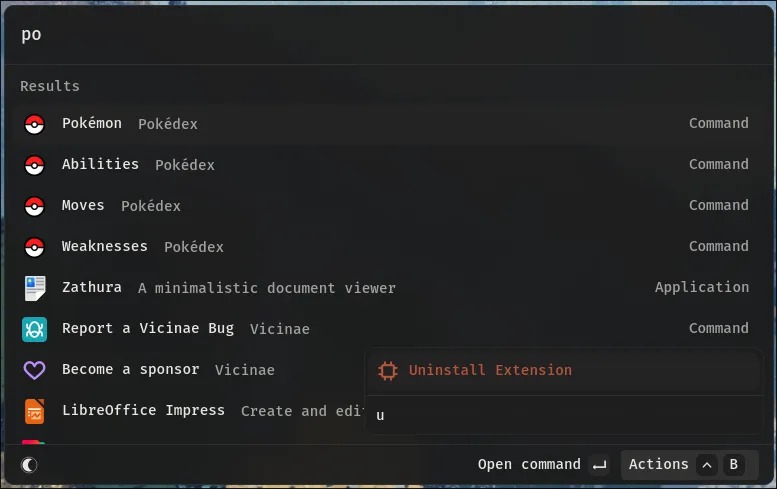 po
Results
Pokémon Pokédex Command
Abilities Pokédex Command
Moves Pokédex Command
Weaknesses Pokédex Command
Zathura A minimalistic document viewer Application
Report a Vicinae Bug Vicinae Command
Become a sponsor Vicinae
Uninstall Extension
LibreOffice Impress Create and edi
u
Open command Actions B